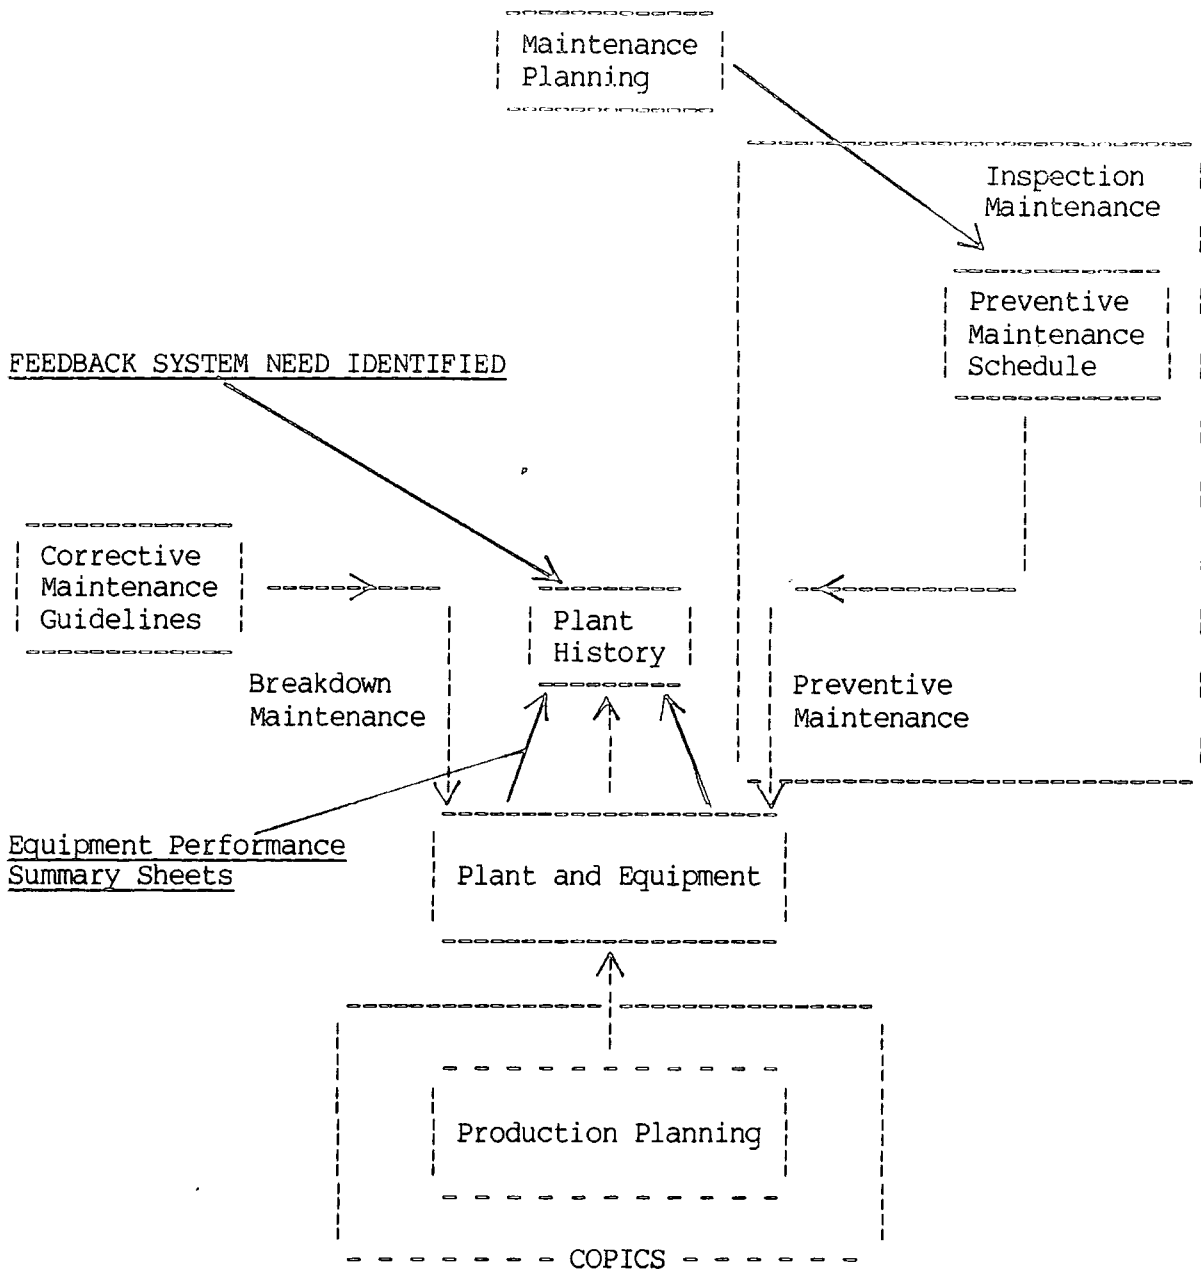 Maintenance
Planning
Inspection
Maintenance
Preventive
Maintenance
Schedule
FEEDBACK SYSTEM NEED IDENTIFIED
Corrective
Maintenance
Guidelines
Plant
History
Breakdown
Maintenance
Preventive
Maintenance
Equipment Performance
Summary Sheets
Plant and Equipment
Production Planning
COPICS